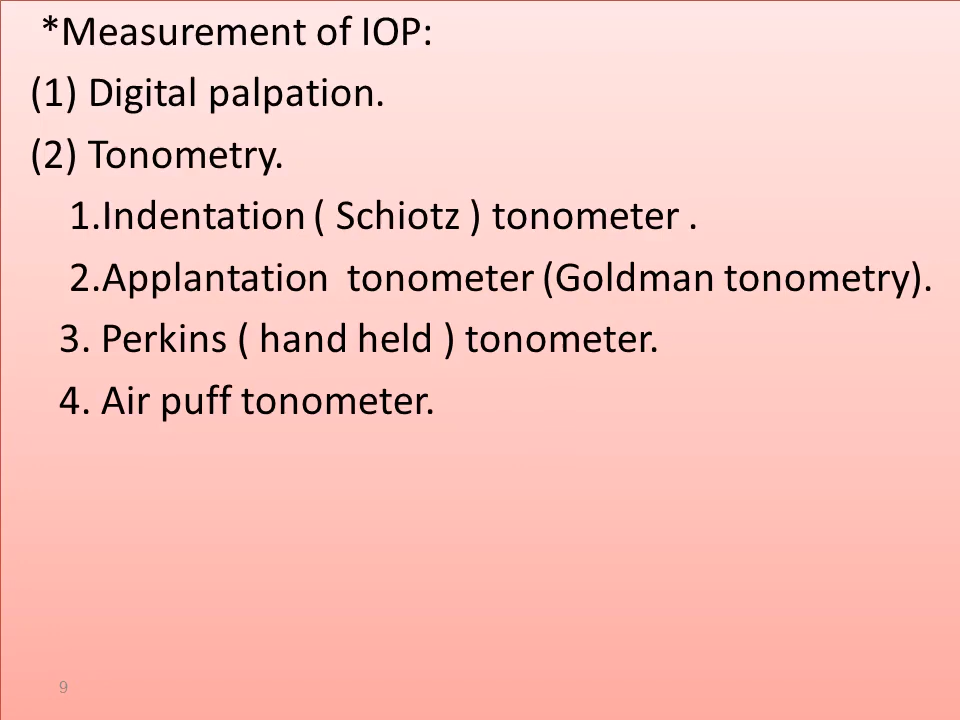 *Measurement of IOP:
(1) Digital palpation.
(2) Tonometry.
1.Indentation ( Schiotz ) tonometer .
2.Applantation  tonometer (Goldman tonometry).
3. Perkins ( hand held ) tonometer.
4. Air puff tonometer.
9